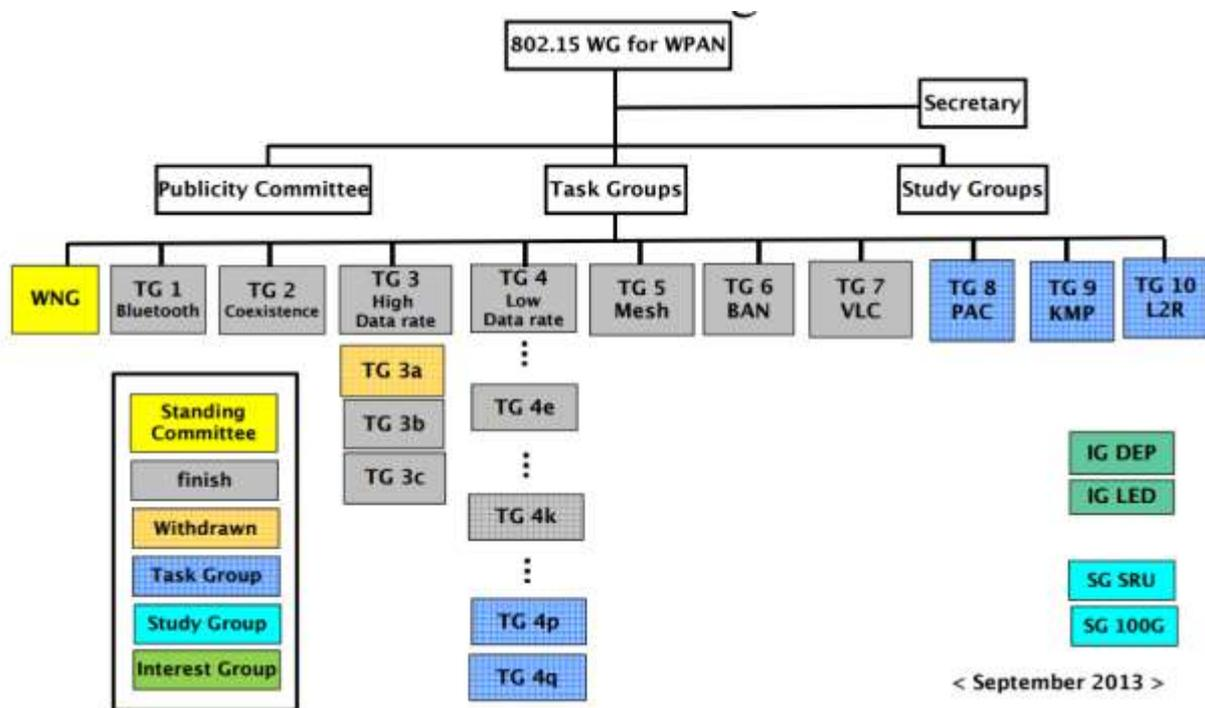 802.15 WG for WPAN
Secretary
Publicity Committee
Task Groups
Study Groups
WNG
TG 1
Bluetooth
TG 2
Coexistence
TG 3
High
Data rate
TG 4
Low
Data rate
TG 5
Mesh
TG 6
BAN
TG 7
VLC
TG 8
PAC
TG 9
KMP
TG 10
L2R
TG 3a
TG 3b
TG 3c
TG 4e
TG 4k
TG 4p
TG 4q
Standing
Committee
finish
Withdrawn
Task Group
Study Group
Interest Group
IG DEP
IG LED
SG SRU
SG 100G
< September 2013 >